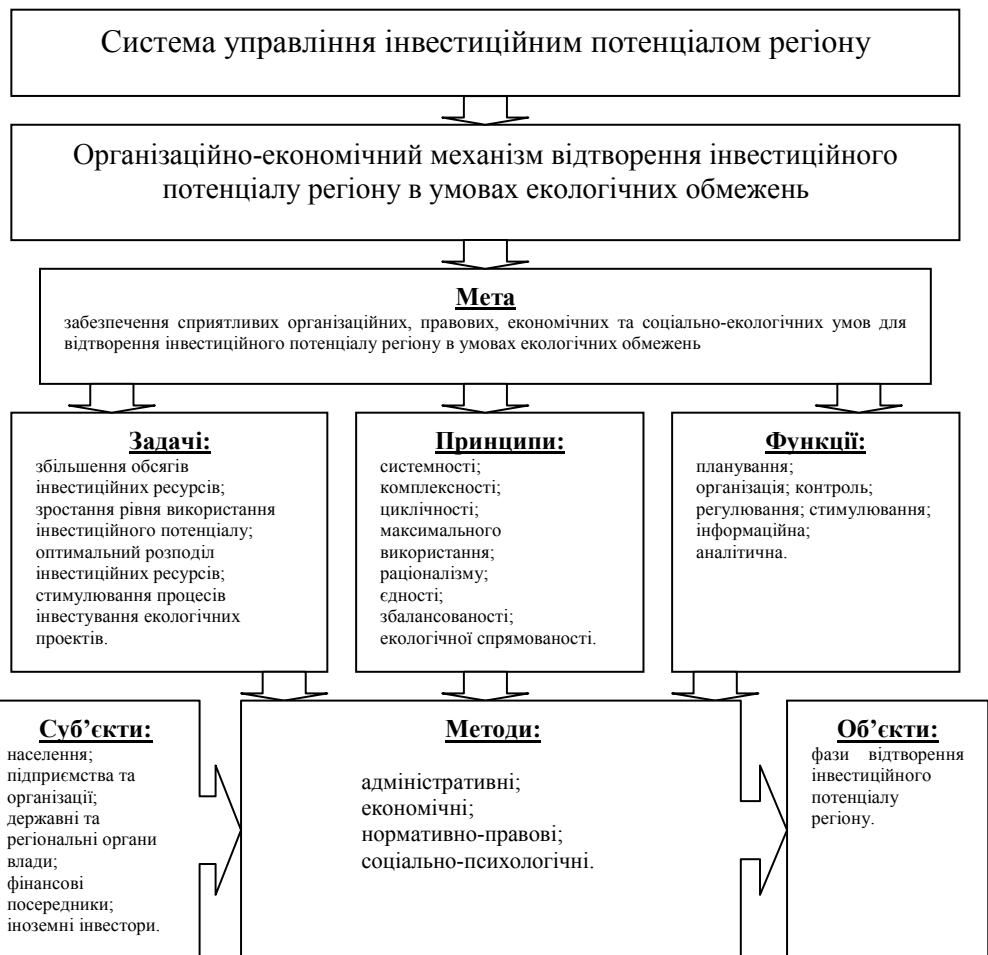 Система управління інвестиційним потенціалом регіону
Організаційно-економічний механізм відтворення інвестиційного
потенціалу регіону в умовах екологічних обмежень
Мета
забезпечення сприятливих організаційних, правових, економічних та соціально-екологічних умов для
відтворення інвестиційного потенціалу регіону в умовах екологічних обмежень
Задачі:
збільшення обсягів
інвестиційних ресурсів;
зростання рівня використання
інвестиційного потенціалу;
оптимальний розподіл
інвестиційних ресурсів;
стимулювання процесів
інвестування екологічних
проектів.
Принципи:
системності;
комплексності;
циклічності;
максимального
використання;
раціоналізму;
єдності;
збалансованості;
екологічної спрямованості.
Функції:
планування;
організація; контроль;
регулювання; стимулювання;
інформаційна;
аналітична.
Суб’єкти:
населення;
підприємства та
організації;
державні та
регіональні органи
влади;
фінансові
посередники;
іноземні інвестори.
Методи:
адміністративні;
економічні;
нормативно-правові;
соціально-психологічні.
Об’єкти:
фази відтворення
інвестиційного
потенціалу
регіону.